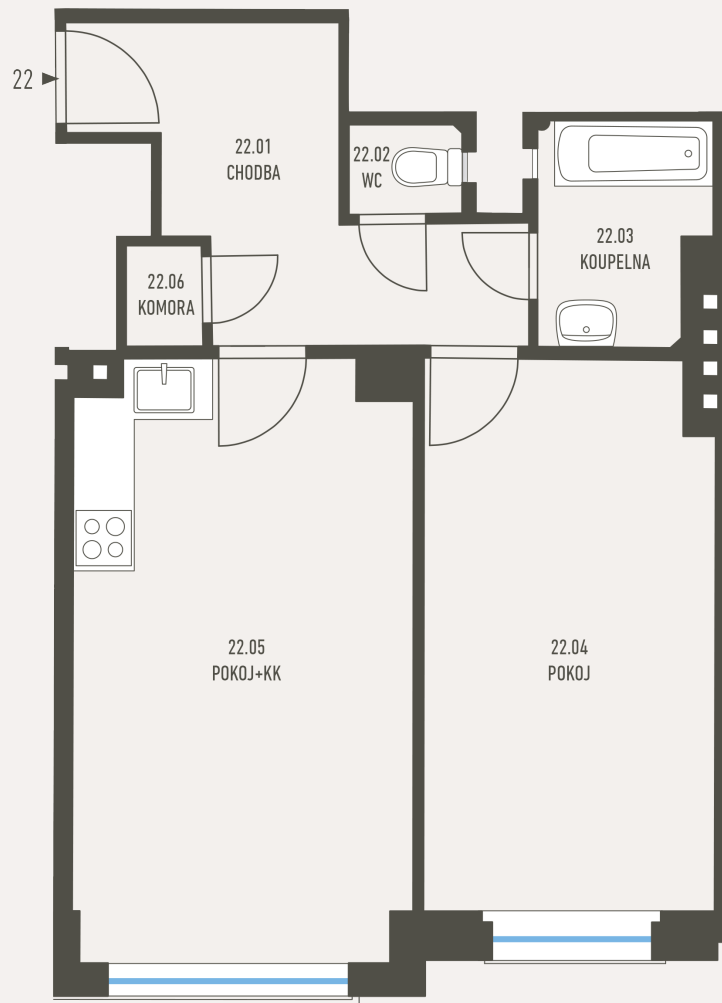 22
22.01
CHODBA
22.02
WC
22.03
KOUPELNA
22.06
KOMORA
22.05
POKOJ+KK
22.04
POKOJ